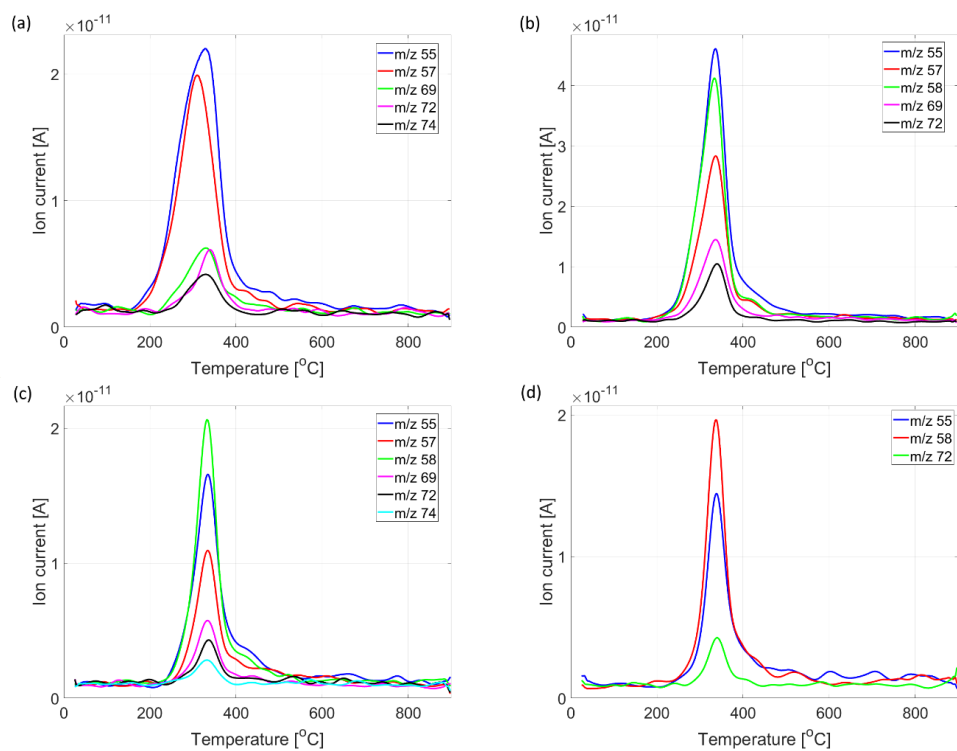 (a)
×10⁻¹¹
2
1
0
Ion current [A]
0 200 400 600 800
Temperature [°C]
m/z 55
m/z 57
m/z 69
m/z 72
m/z 74
(b)
×10⁻¹¹
4
3
2
1
0
Ion current [A]
0 200 400 600 800
Temperature [°C]
m/z 55
m/z 57
m/z 58
m/z 69
m/z 72
(c)
×10⁻¹¹
2
1
0
Ion current [A]
0 200 400 600 800
Temperature [°C]
m/z 55
m/z 57
m/z 58
m/z 69
m/z 72
m/z 74
(d)
×10⁻¹¹
2
1
0
Ion current [A]
0 200 400 600 800
Temperature [°C]
m/z 55
m/z 58
m/z 72